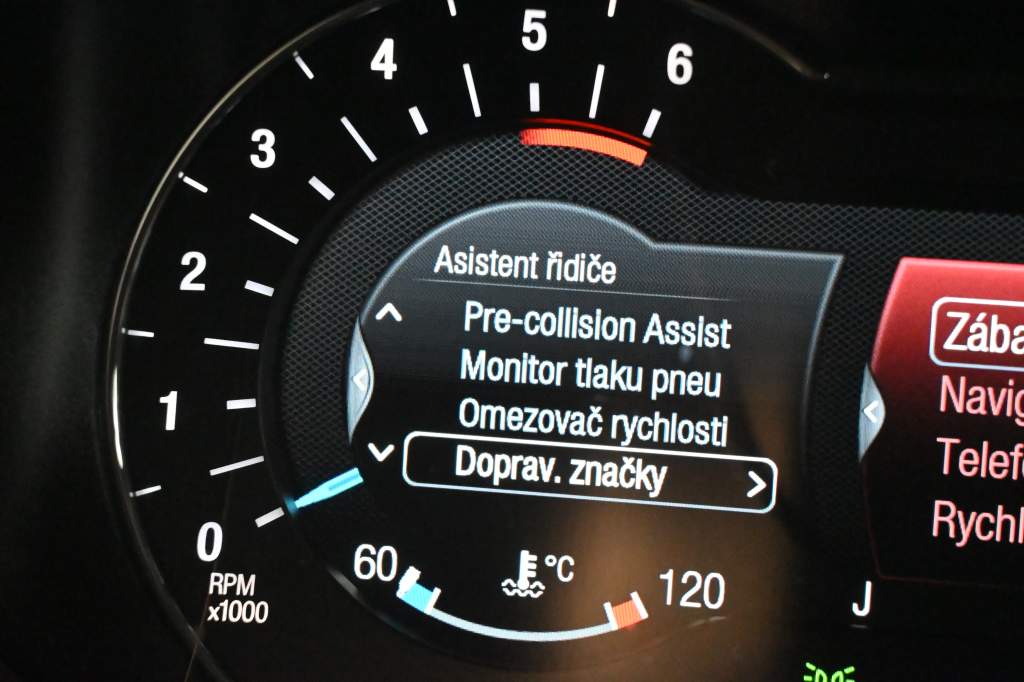 5
4
6
3
2
1
0
RPM
x1000
Asistent řidiče
Pre-collision Assist
Monitor tlaku pneu
Omezovač rychlosti
Doprav. značky
60
°C
120
J